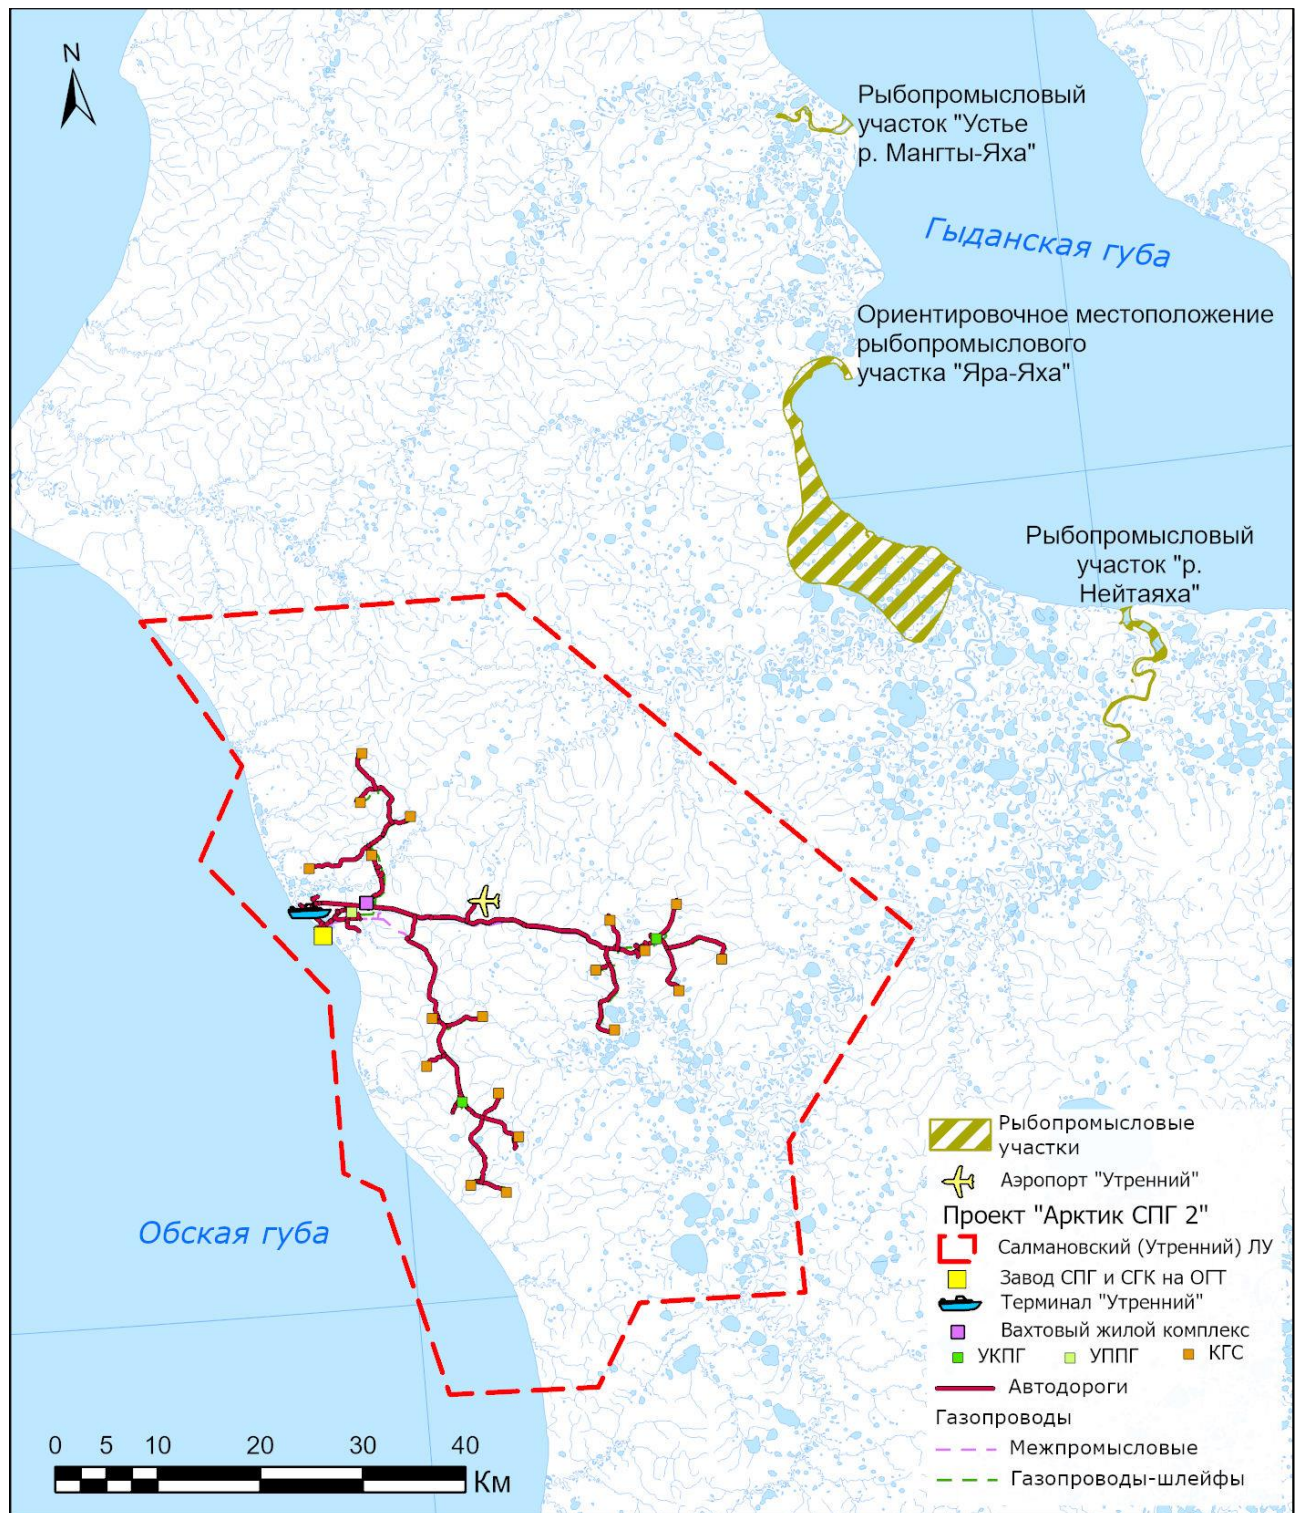 N
Рыбопромысловый
участок "Устье
р. Мангты-Яха"
Гыданская губа
Ориентировочное местоположение
рыбопромыслового
участка "Яра-Яха"
Рыбопромысловый
участок "р.
Нейтаяха"
Обская губа
Рыбопромысловые
участки
Аэропорт "Утренний"
Проект "Арктик СПГ 2"
Салмановский (Утренний) ЛУ
Завод СПГ и СГК на ОГТ
Терминал "Утренний"
Вахтовый жилой комплекс
УКПГ УППГ КГС
Автодороги
Газопроводы
Межпромысловые
Газопроводы-шлейфы
0 5 10 20 30 40
Км